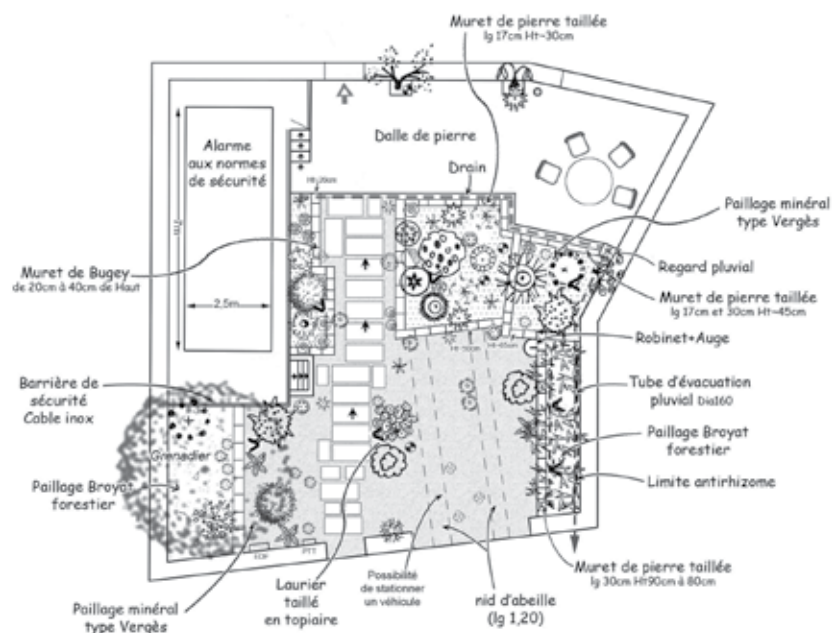 Muret de pierre taillée
lg 17cm Ht~30cm
Alarme
aux normes
de sécurité
Dalle de pierre
Drain
7m
2,5m
Paillage minéral
type Vergès
Regard pluvial
Muret de Bugey
de 20cm à 40cm de Haut
Muret de pierre taillée
lg 17cm et 30cm Ht~45cm
Robinet+Auge
Barrière de
sécurité
Cable inox
Tube d'évacuation
pluvial Dia160
Grenadier
Paillage Broyat
forestier
Paillage Broyat
forestier
Limite antirhizome
EDF
PTT
Muret de pierre taillée
lg 30cm Ht90cm à 80cm
Paillage minéral
type Vergès
Laurier
taillé
en topiaire
Possibilité
de stationner
un véhicule
nid d'abeille
(lg 1,20)